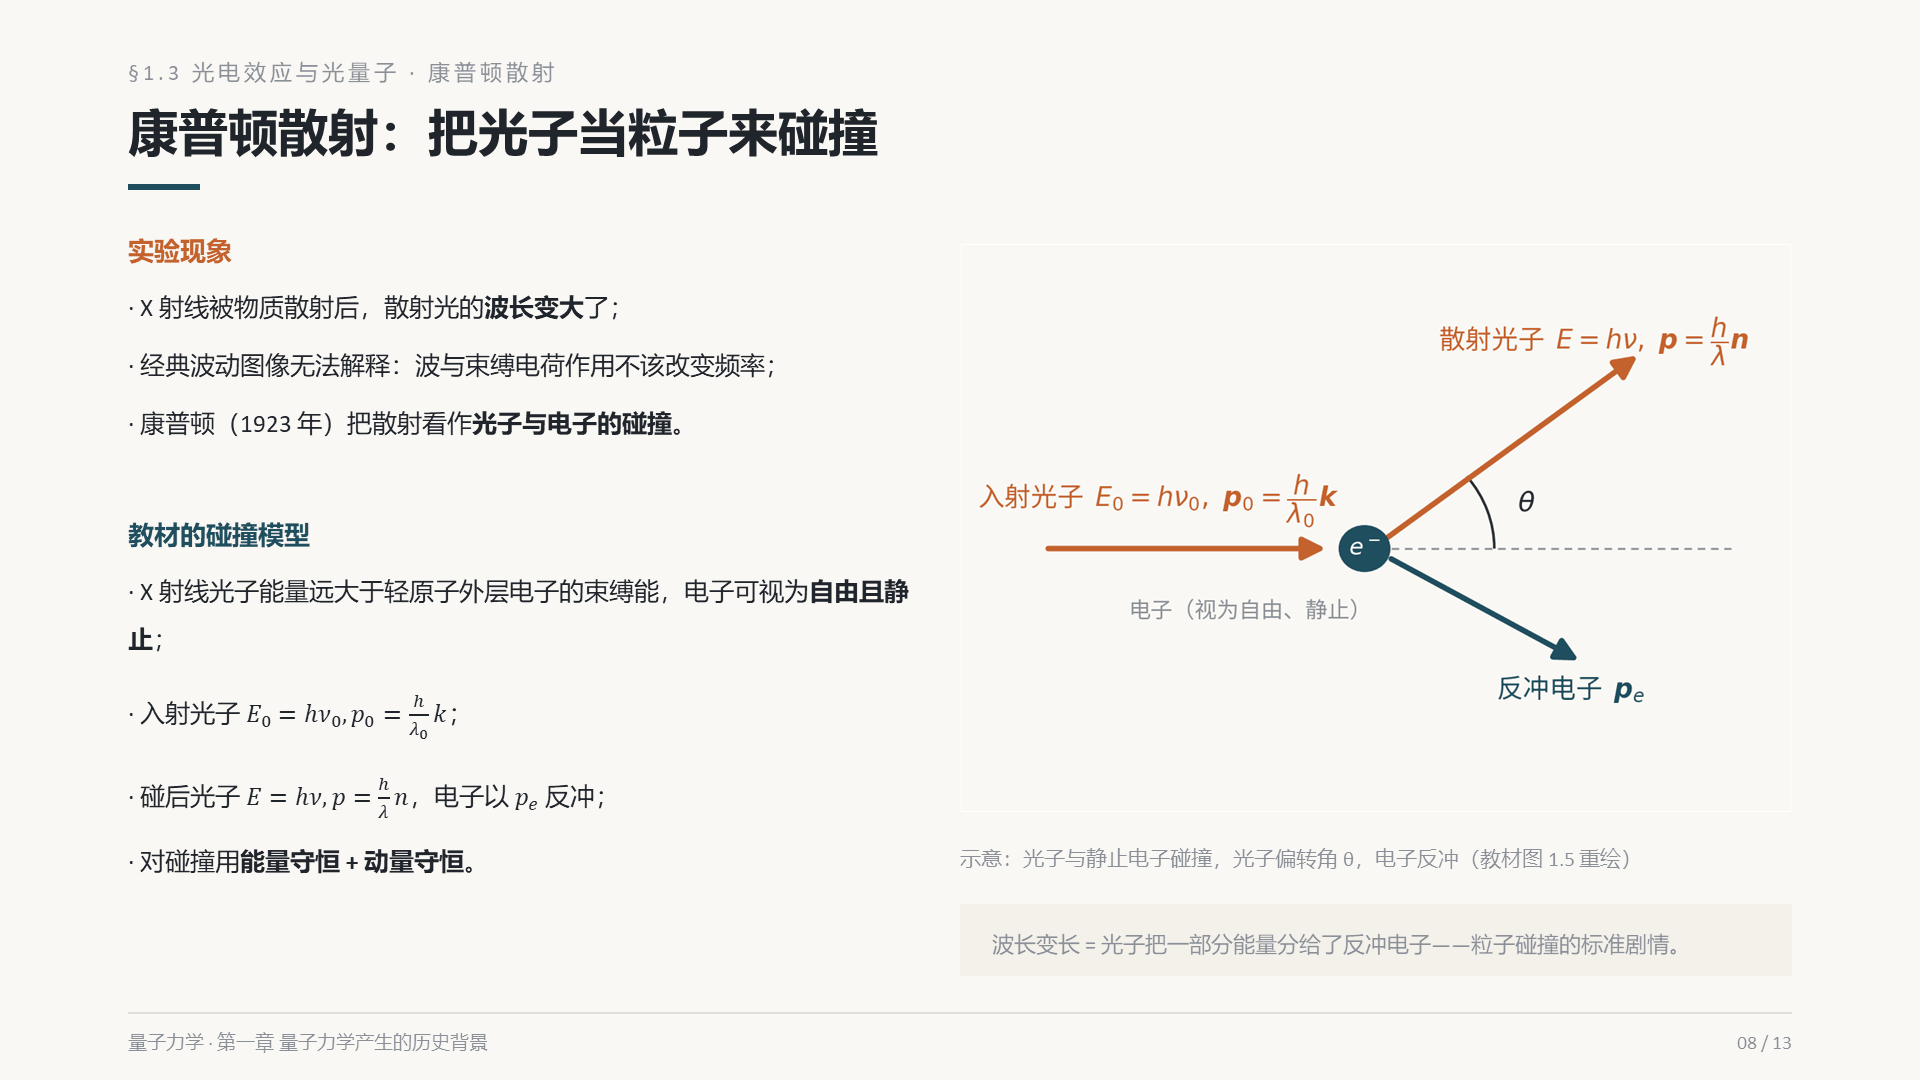 §1.3 光电效应与光量子 · 康普顿散射
康普顿散射：把光子当粒子来碰撞
实验现象
· X 射线被物质散射后，散射光的波长变大了；
· 经典波动图像无法解释：波与束缚电荷作用不该改变频率；
· 康普顿（1923 年）把散射看作光子与电子的碰撞。
教材的碰撞模型
· X 射线光子能量远大于轻原子外层电子的束缚能，电子可视为自由且静
止；
· 入射光子 E₀ = hν₀, p₀ = h/λ₀ k；
· 碰后光子 E = hν, p = h/λ n，电子以 pₑ 反冲；
· 对碰撞用能量守恒 + 动量守恒。
散射光子 E = hν, p = h/λ n
入射光子 E₀ = hν₀, p₀ = h/λ₀ k
θ
e⁻
电子（视为自由、静止）
反冲电子 pₑ
示意：光子与静止电子碰撞，光子偏转角 θ，电子反冲（教材图 1.5 重绘）
波长变长 = 光子把一部分能量分给了反冲电子——粒子碰撞的标准剧情。
量子力学 · 第一章 量子力学产生的历史背景
08 / 13